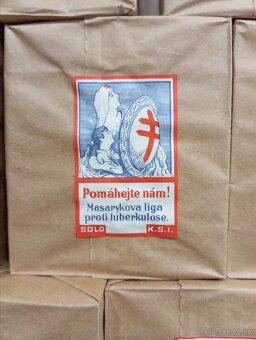 Pomáhejte nám!
Masarykova liga
proti tuberkulose.
SOLO K.S.I.